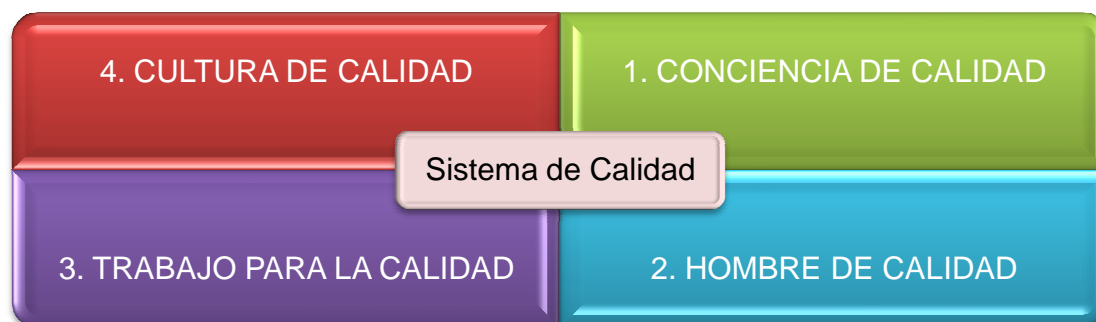 4. CULTURA DE CALIDAD
1. CONCIENCIA DE CALIDAD
Sistema de Calidad
3. TRABAJO PARA LA CALIDAD
2. HOMBRE DE CALIDAD